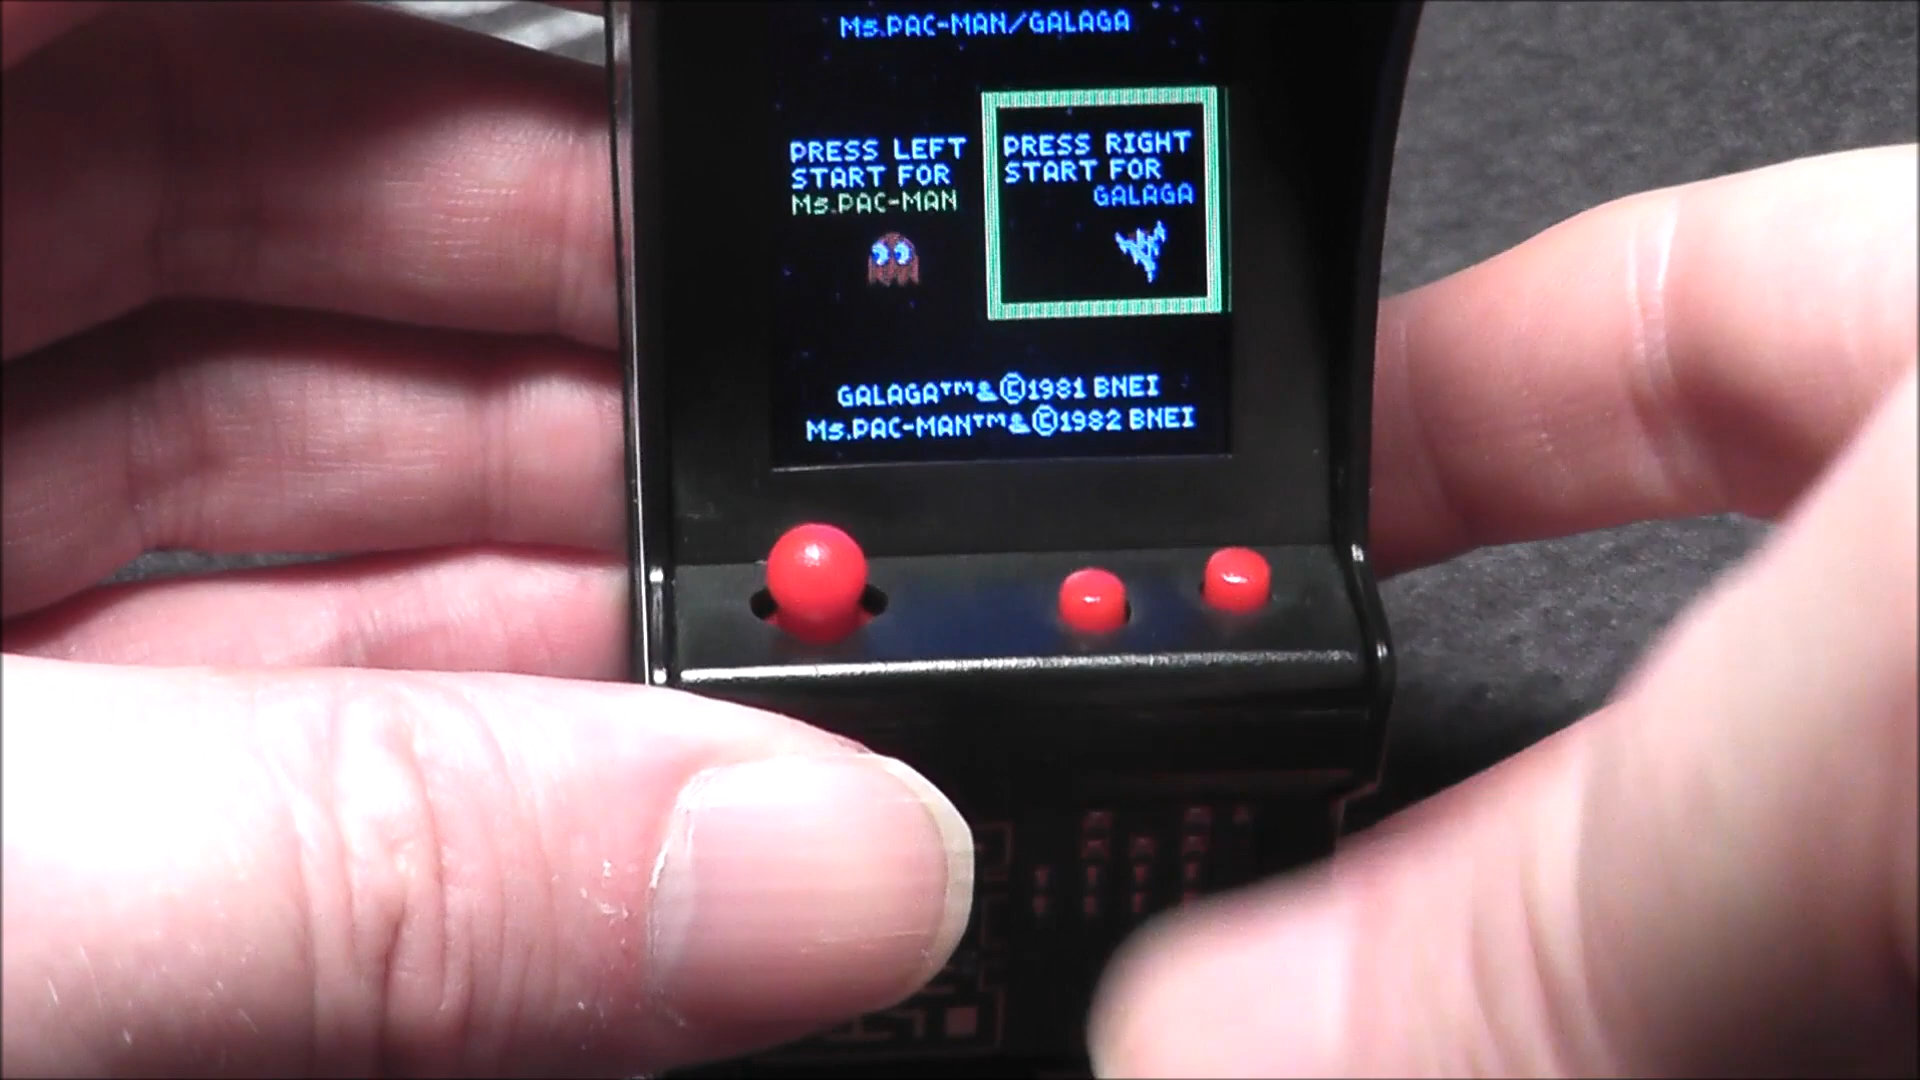 Ms.PAC-MAN/GALAGA
PRESS LEFT
START FOR
Ms.PAC-MAN
PRESS RIGHT
START FOR
GALAGA
GALAGA™&©1981 BNEI
Ms.PAC-MAN™&©1982 BNEI